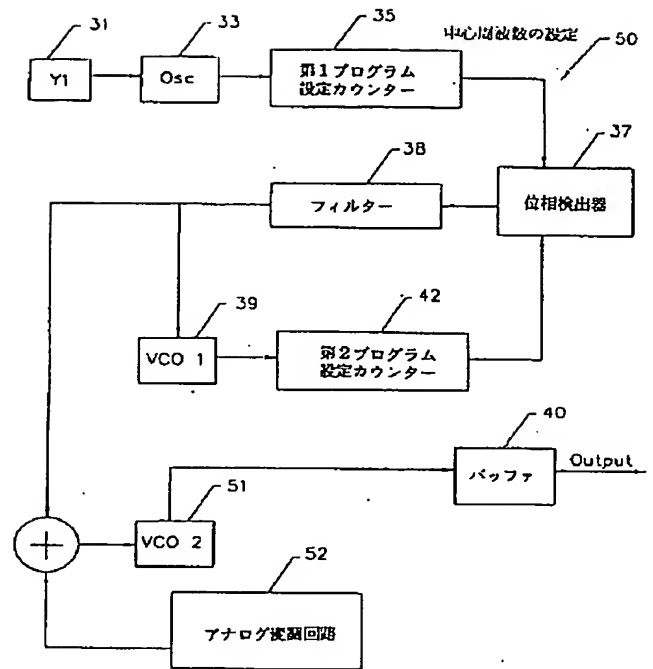 31
33
35
中心周波数の設定
50
Y1
Osc
第1プログラム
設定カウンター
37
38
フィルター
位相検出器
39
42
VCO 1
第2プログラム
設定カウンター
40
バッファ
Output
51
VCO 2
52
アナログ変調回路